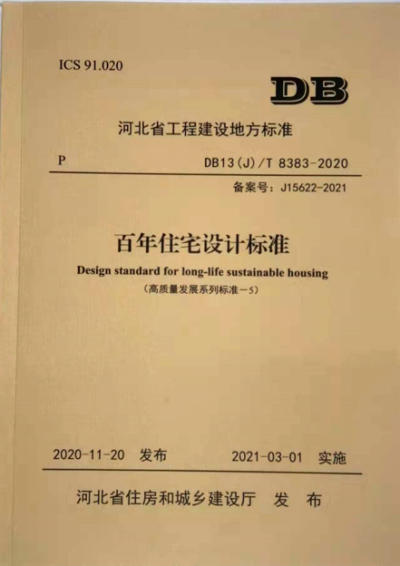 ICS 91.020
DB
河北省工程建设地方标准
P DB13(J)/T 8383-2020
备案号：J15622-2021
百年住宅设计标准
Design standard for long-life sustainable housing
（高质量发展系列标准－5）
2020-11-20 发布 2021-03-01 实施
河北省住房和城乡建设厅 发 布